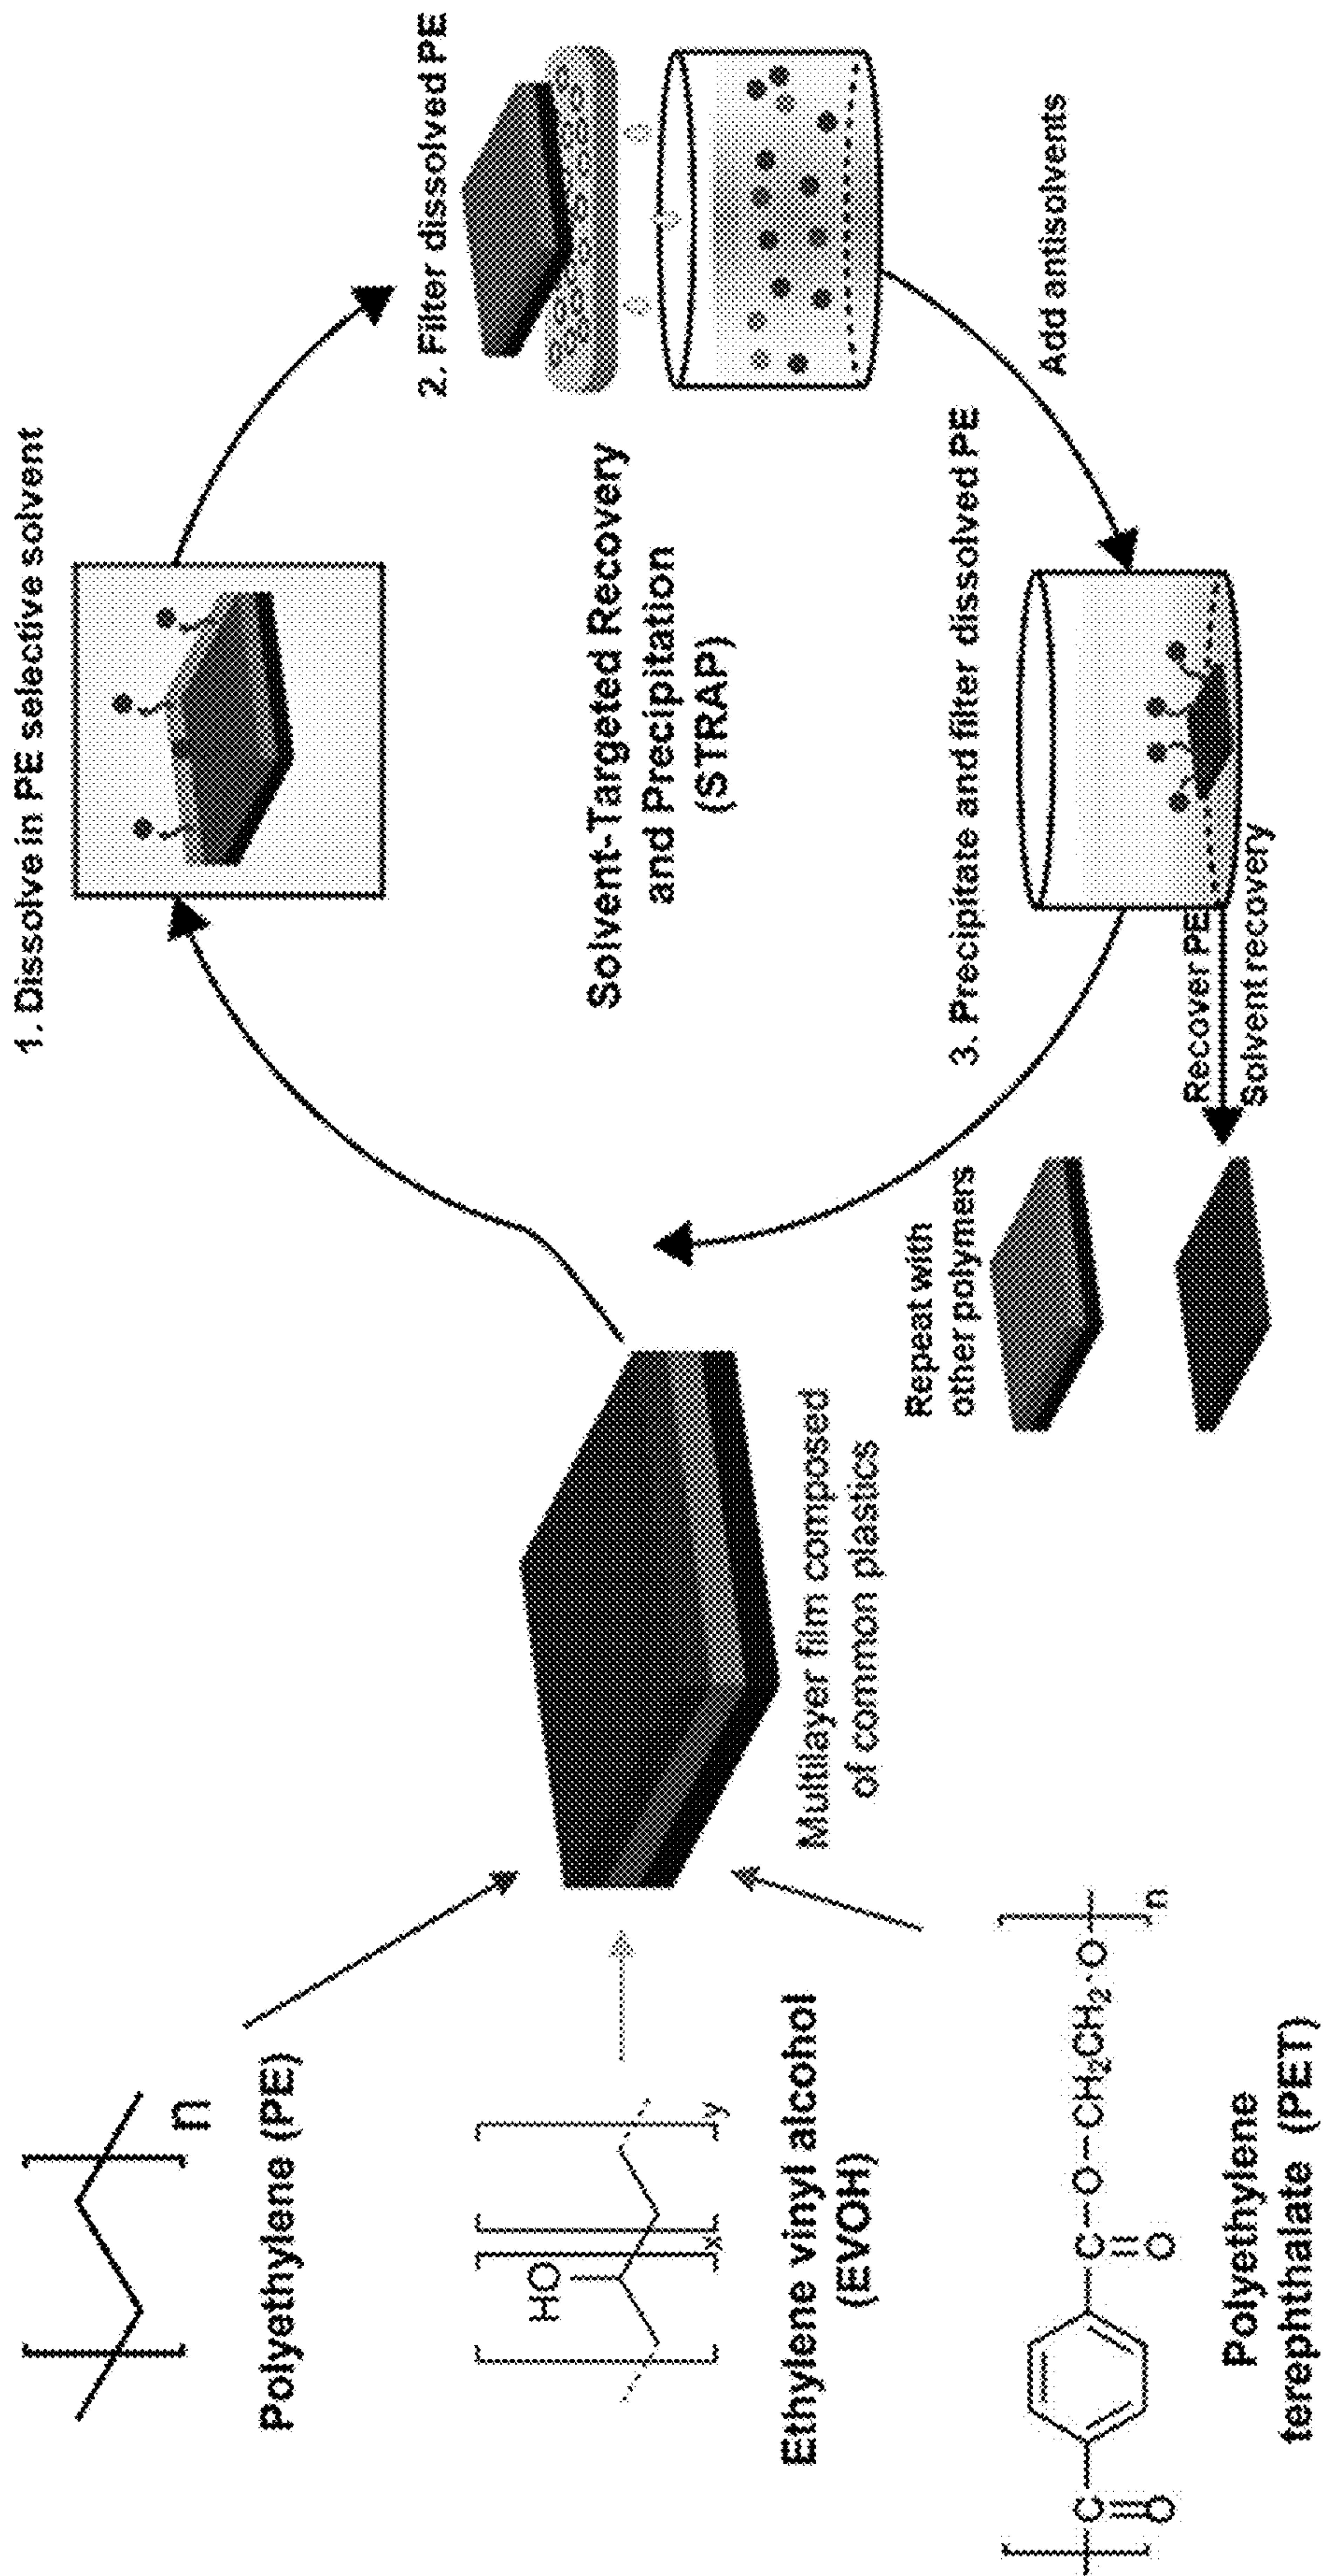 n
Polyethylene (PE)
HO
x
y
Ethylene vinyl alcohol
(EVOH)
C
O
C
O
O
CH2CH2
O
n
Polyethylene
terephthalate (PET)
Multilayer film composed
of common plastics
1. Dissolve in PE selective solvent
2. Filter dissolved PE
Solvent-Targeted Recovery
and Precipitation
(STRAP)
Add antisolvents
3. Precipitate and filter dissolved PE
Recover PE
Solvent recovery
Repeat with
other polymers